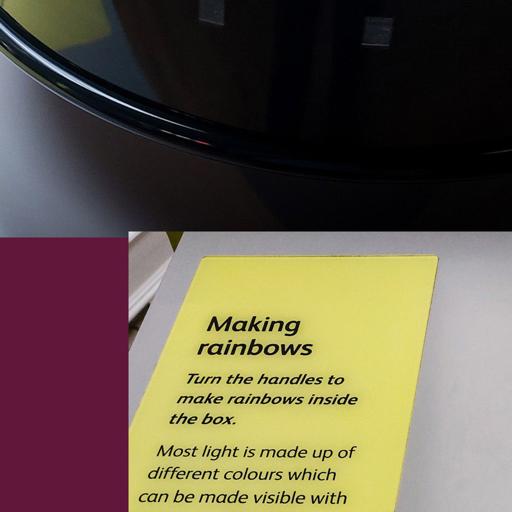 Making
rainbows
Turn the handles to
make rainbows inside
the box.
Most light is made up of
different colours which
can be made visible with